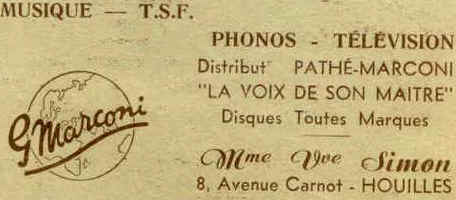 MUSIQUE — T.S.F.
PHONOS - TÉLÉVISION
Distribut' PATHÉ-MARCONI
"LA VOIX DE SON MAITRE"
Disques Toutes Marques
G Marconi
Mme Vve Simon
8, Avenue Carnot - HOUILLES